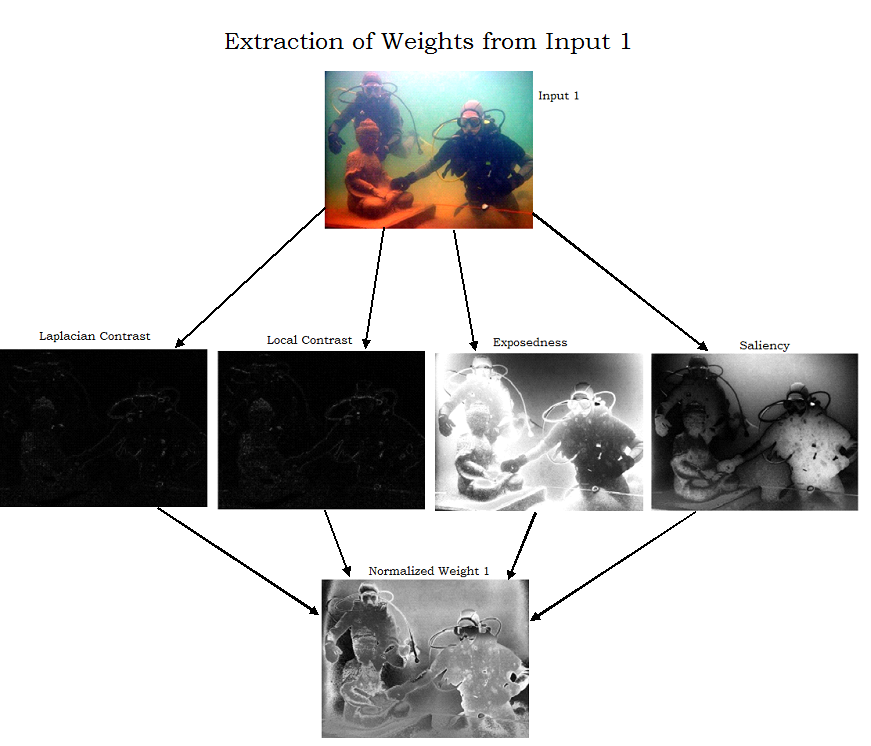 Extraction of Weights from Input 1
Input 1
Laplacian Contrast
Local Contrast
Exposedness
Saliency
Normalized Weight 1